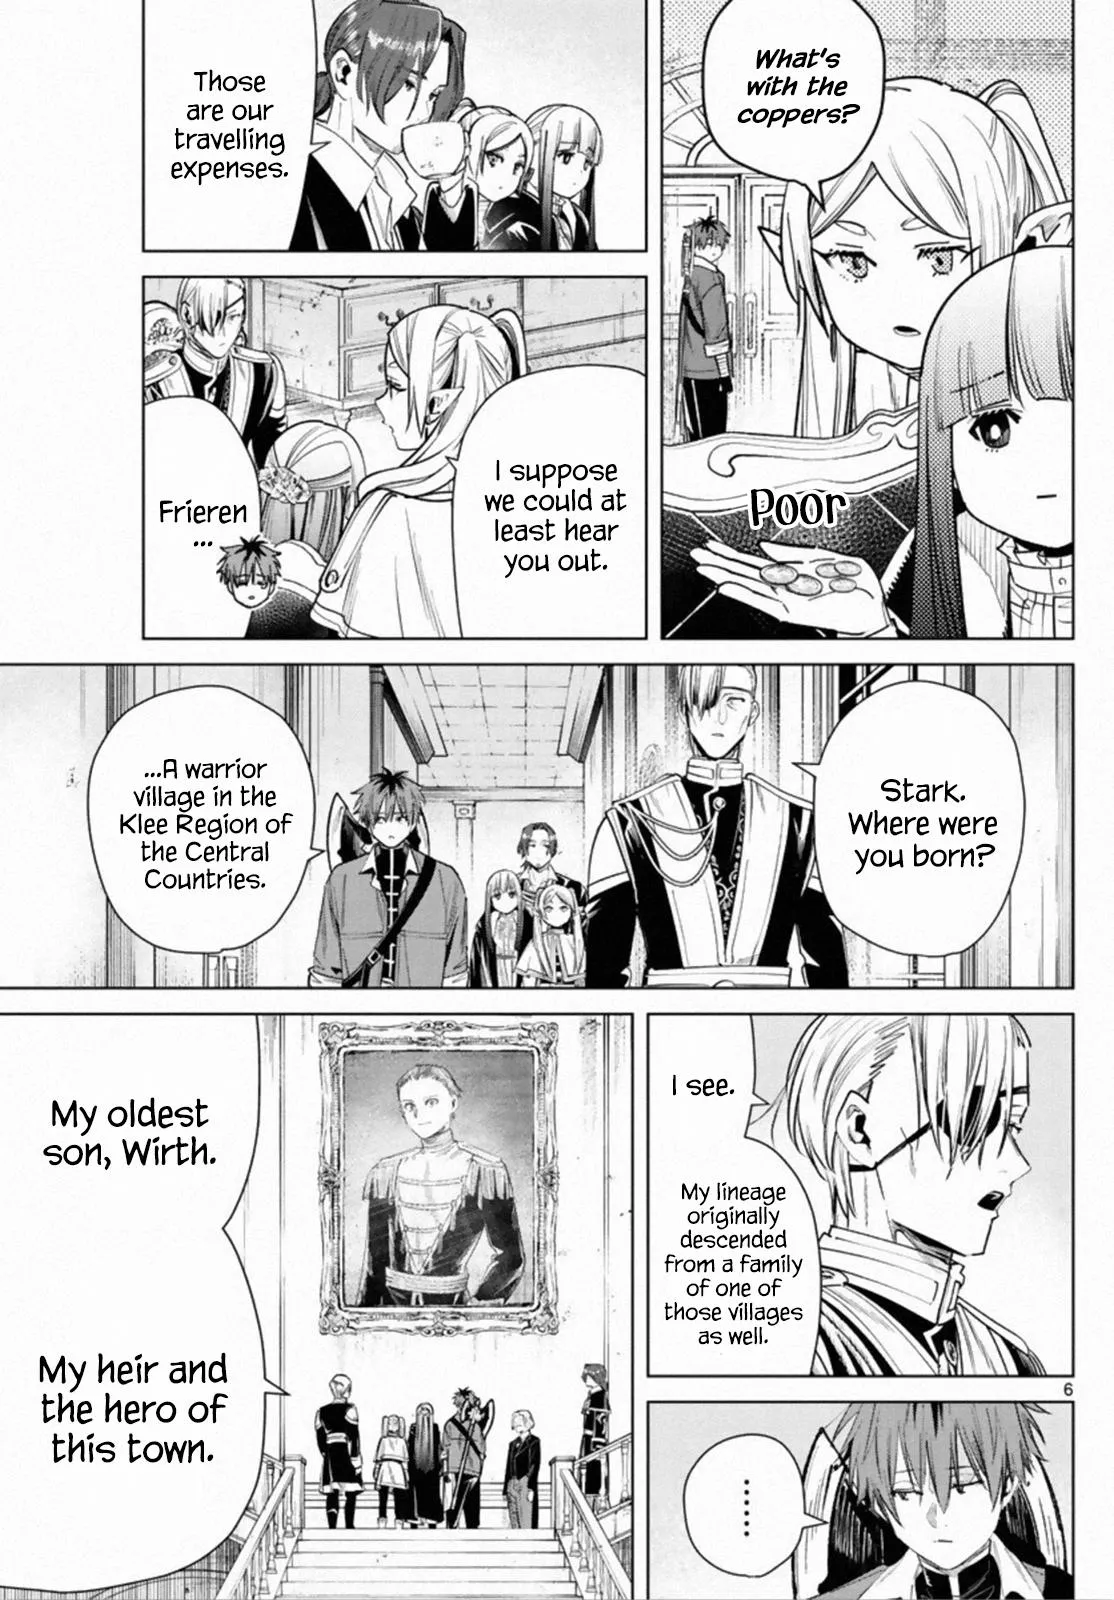 What's
with the
coppers?
Poor
Those
are our
travelling
expenses.
I suppose
we could at
least hear
you out.
Frieren
...
Stark.
Where were
you born?
...A warrior
village in the
Klee Region of
the Central
Countries.
I see.
My lineage
originally
descended
from a family
of one of
those villages
as well.
6
......
My oldest
son, Wirth.
My heir and
the hero of
this town.